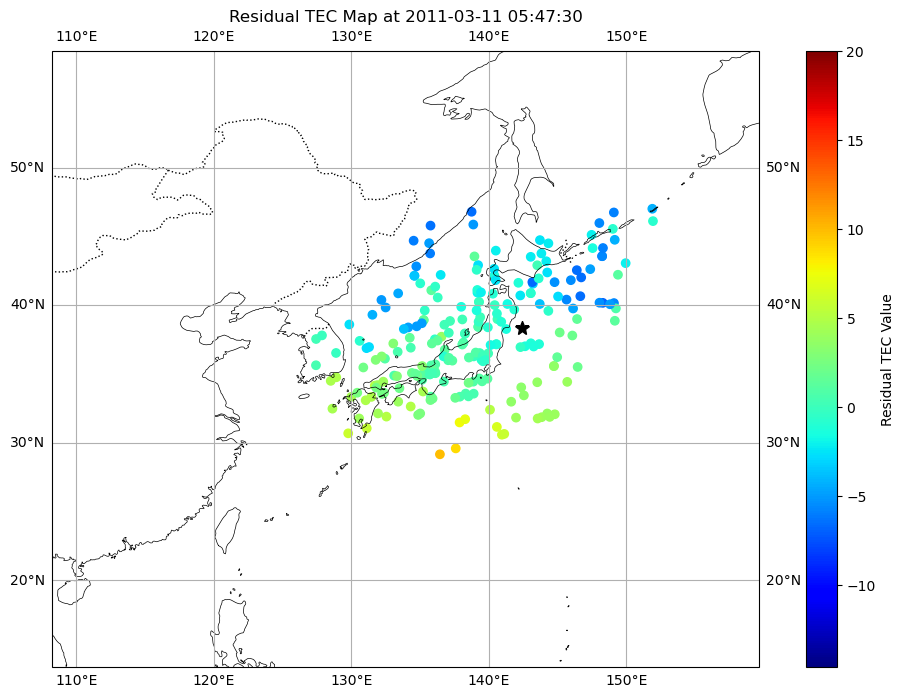 Residual TEC Map at 2011-03-11 05:47:30
110°E 120°E 130°E 140°E 150°E
20
15
50°N 50°N
10
5
40°N 40°N
Residual TEC Value
0
30°N 30°N
−5
20°N 20°N
−10
110°E 120°E 130°E 140°E 150°E